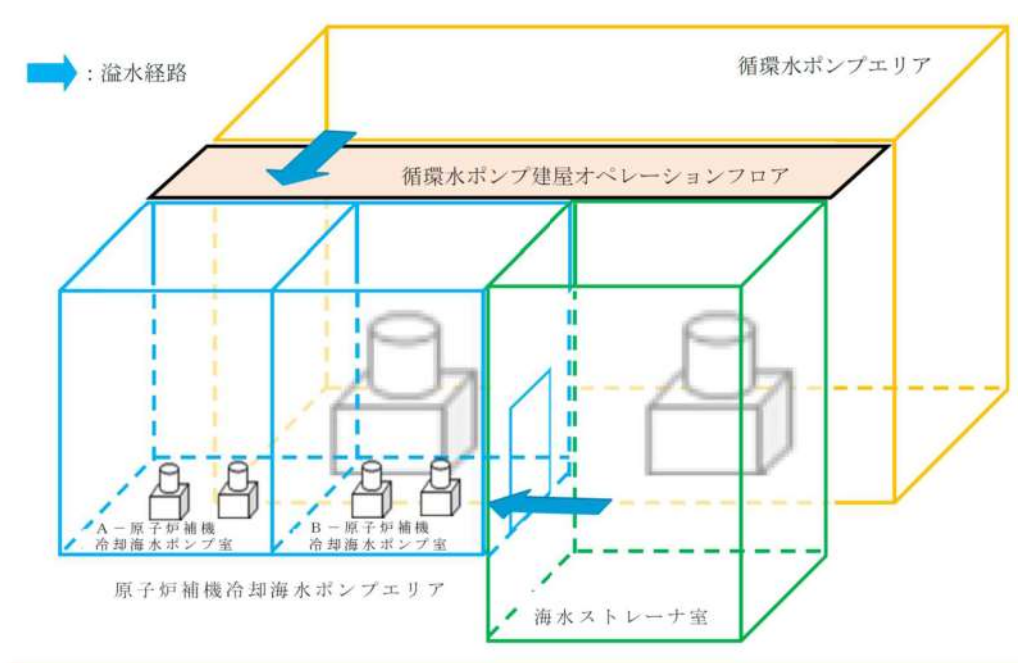 ：溢水経路
循環水ポンプエリア
循環水ポンプ建屋オペレーションフロア
A－原子炉補機
冷却海水ポンプ室
B－原子炉補機
冷却海水ポンプ室
原子炉補機冷却海水ポンプエリア
海水ストレーナ室